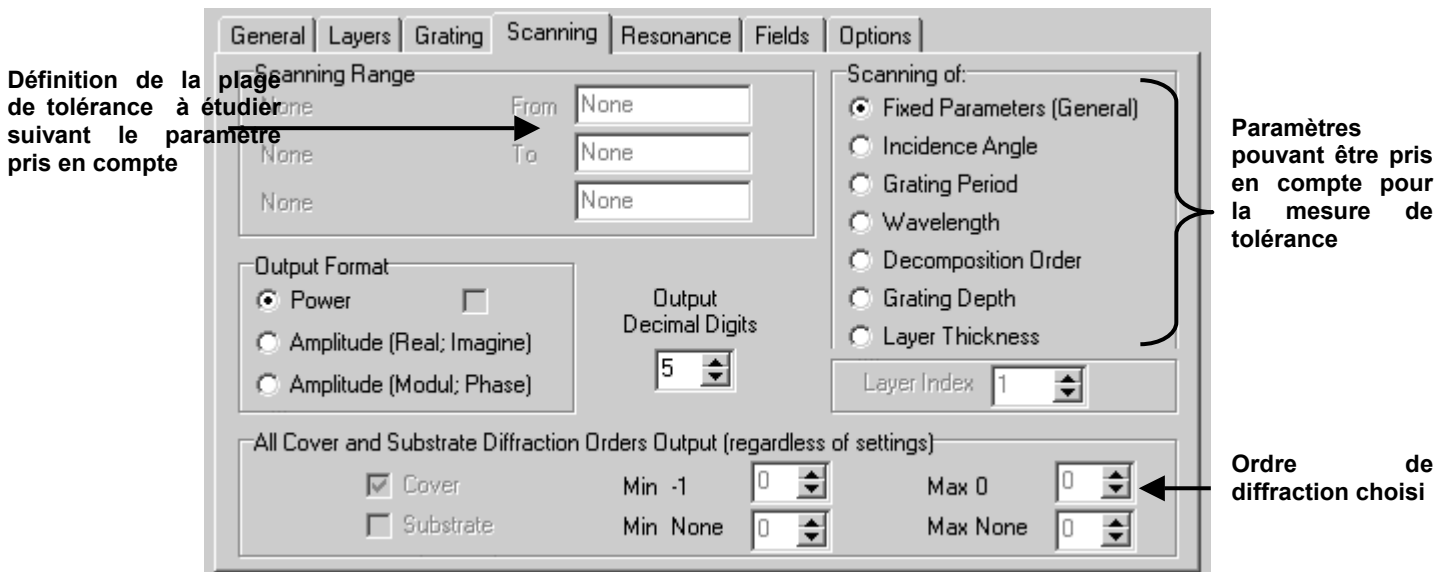 General Layers Grating Scanning Resonance Fields Options
Définition de la plage
de tolérance à étudier
suivant le paramètre
pris en compte
Scanning Range
None From None
None To None
None None
Scanning of:
Fixed Parameters (General)
Incidence Angle
Grating Period
Wavelength
Decomposition Order
Grating Depth
Layer Thickness
Layer Index 1
Paramètres
pouvant être pris
en compte pour
la mesure de
tolérance
Output Format
Power
Amplitude (Real; Imagine)
Amplitude (Modul; Phase)
Output
Decimal Digits
5
All Cover and Substrate Diffraction Orders Output (regardless of settings)
Cover Min -1 0 Max 0 0
Substrate Min None 0 Max None 0
Ordre de
diffraction choisi